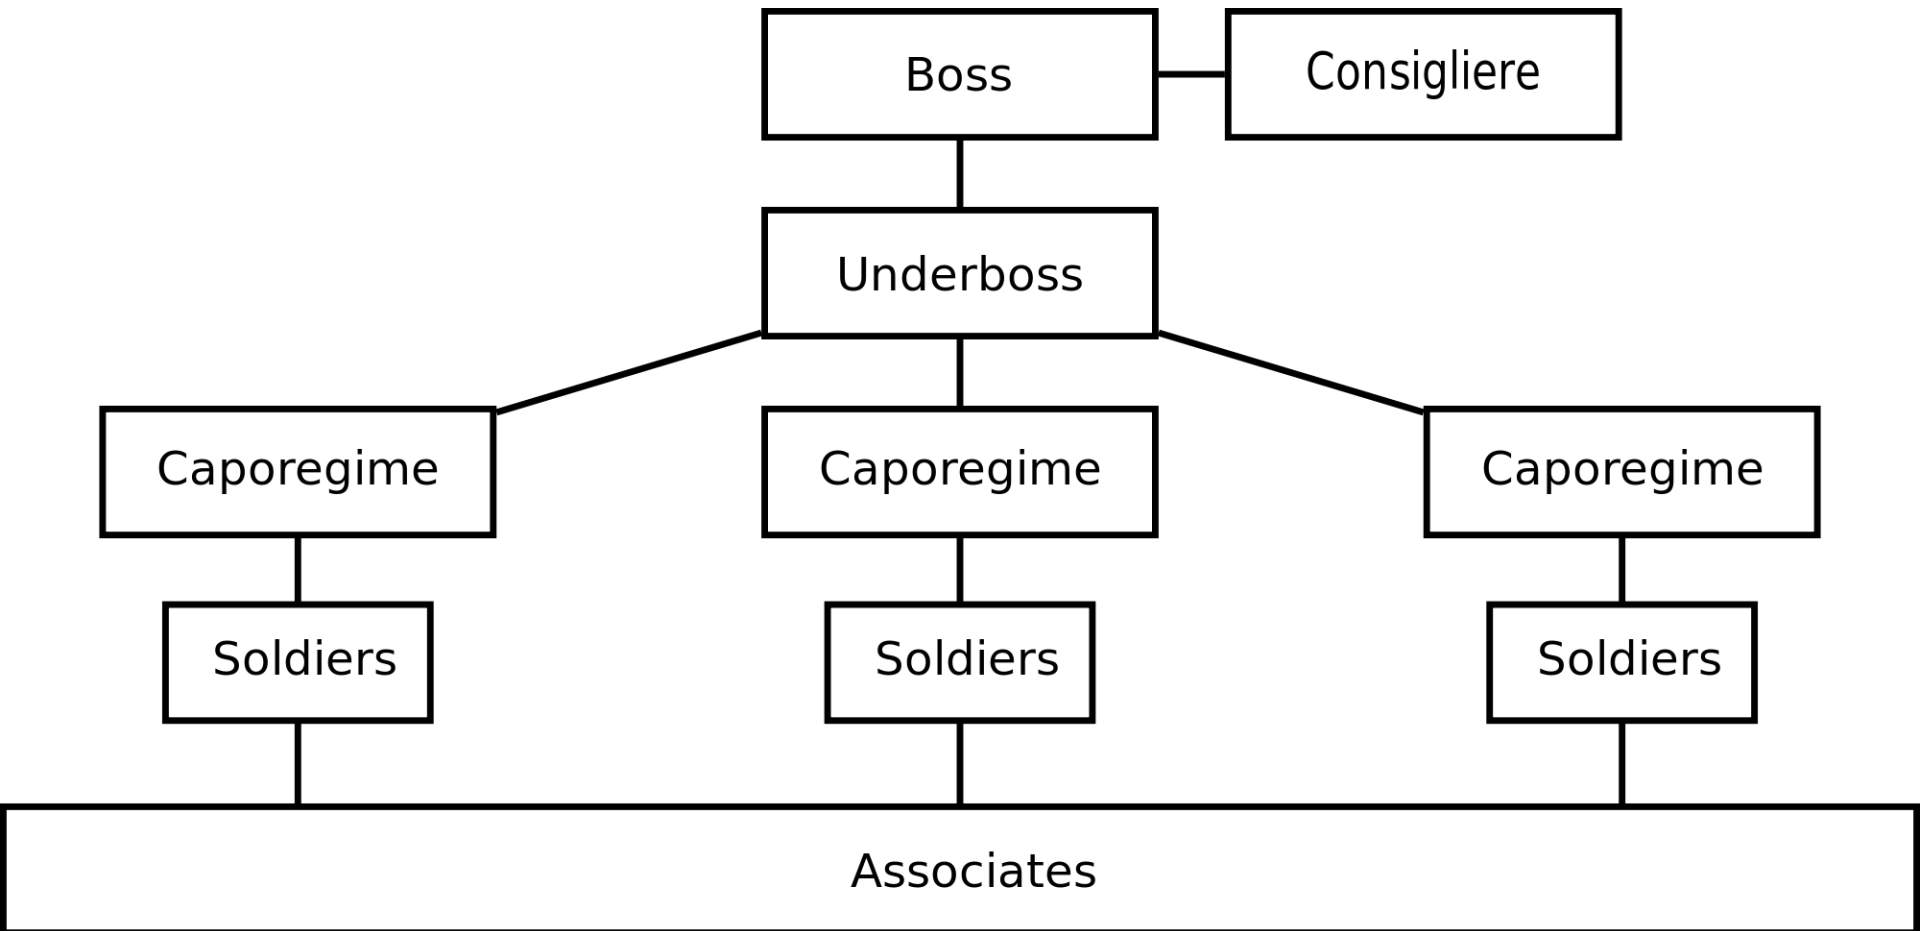 Boss
Consigliere
Underboss
Caporegime
Caporegime
Caporegime
Soldiers
Soldiers
Soldiers
Associates